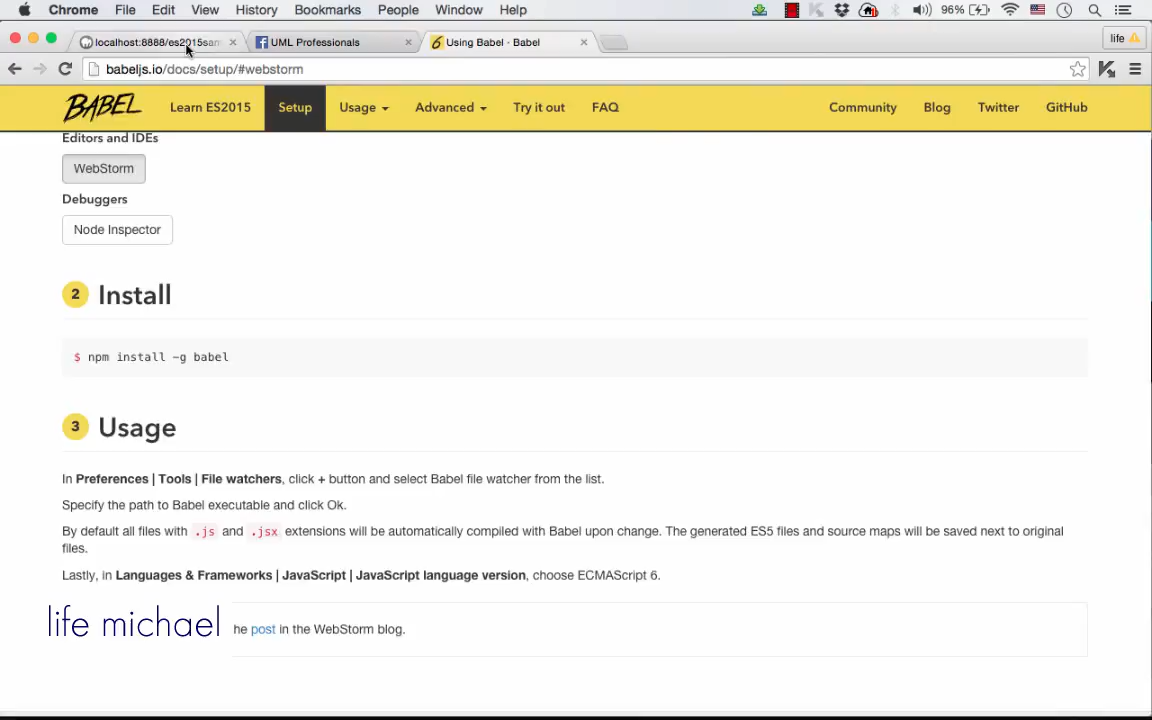 Chrome File Edit View History Bookmarks People Window Help 96%
localhost:8888/es2015sam UML Professionals 6 Using Babel - Babel life
babeljs.io/docs/setup/#webstorm
BABEL Learn ES2015 Setup Usage Advanced Try it out FAQ Community Blog Twitter GitHub
Editors and IDEs
WebStorm
Debuggers
Node Inspector
2 Install
$ npm install -g babel
3 Usage
In Preferences | Tools | File watchers, click + button and select Babel file watcher from the list.
Specify the path to Babel executable and click Ok.
By default all files with .js and .jsx extensions will be automatically compiled with Babel upon change. The generated ES5 files and source maps will be saved next to original
files.
Lastly, in Languages & Frameworks | JavaScript | JavaScript language version, choose ECMAScript 6.
life michael
he post in the WebStorm blog.